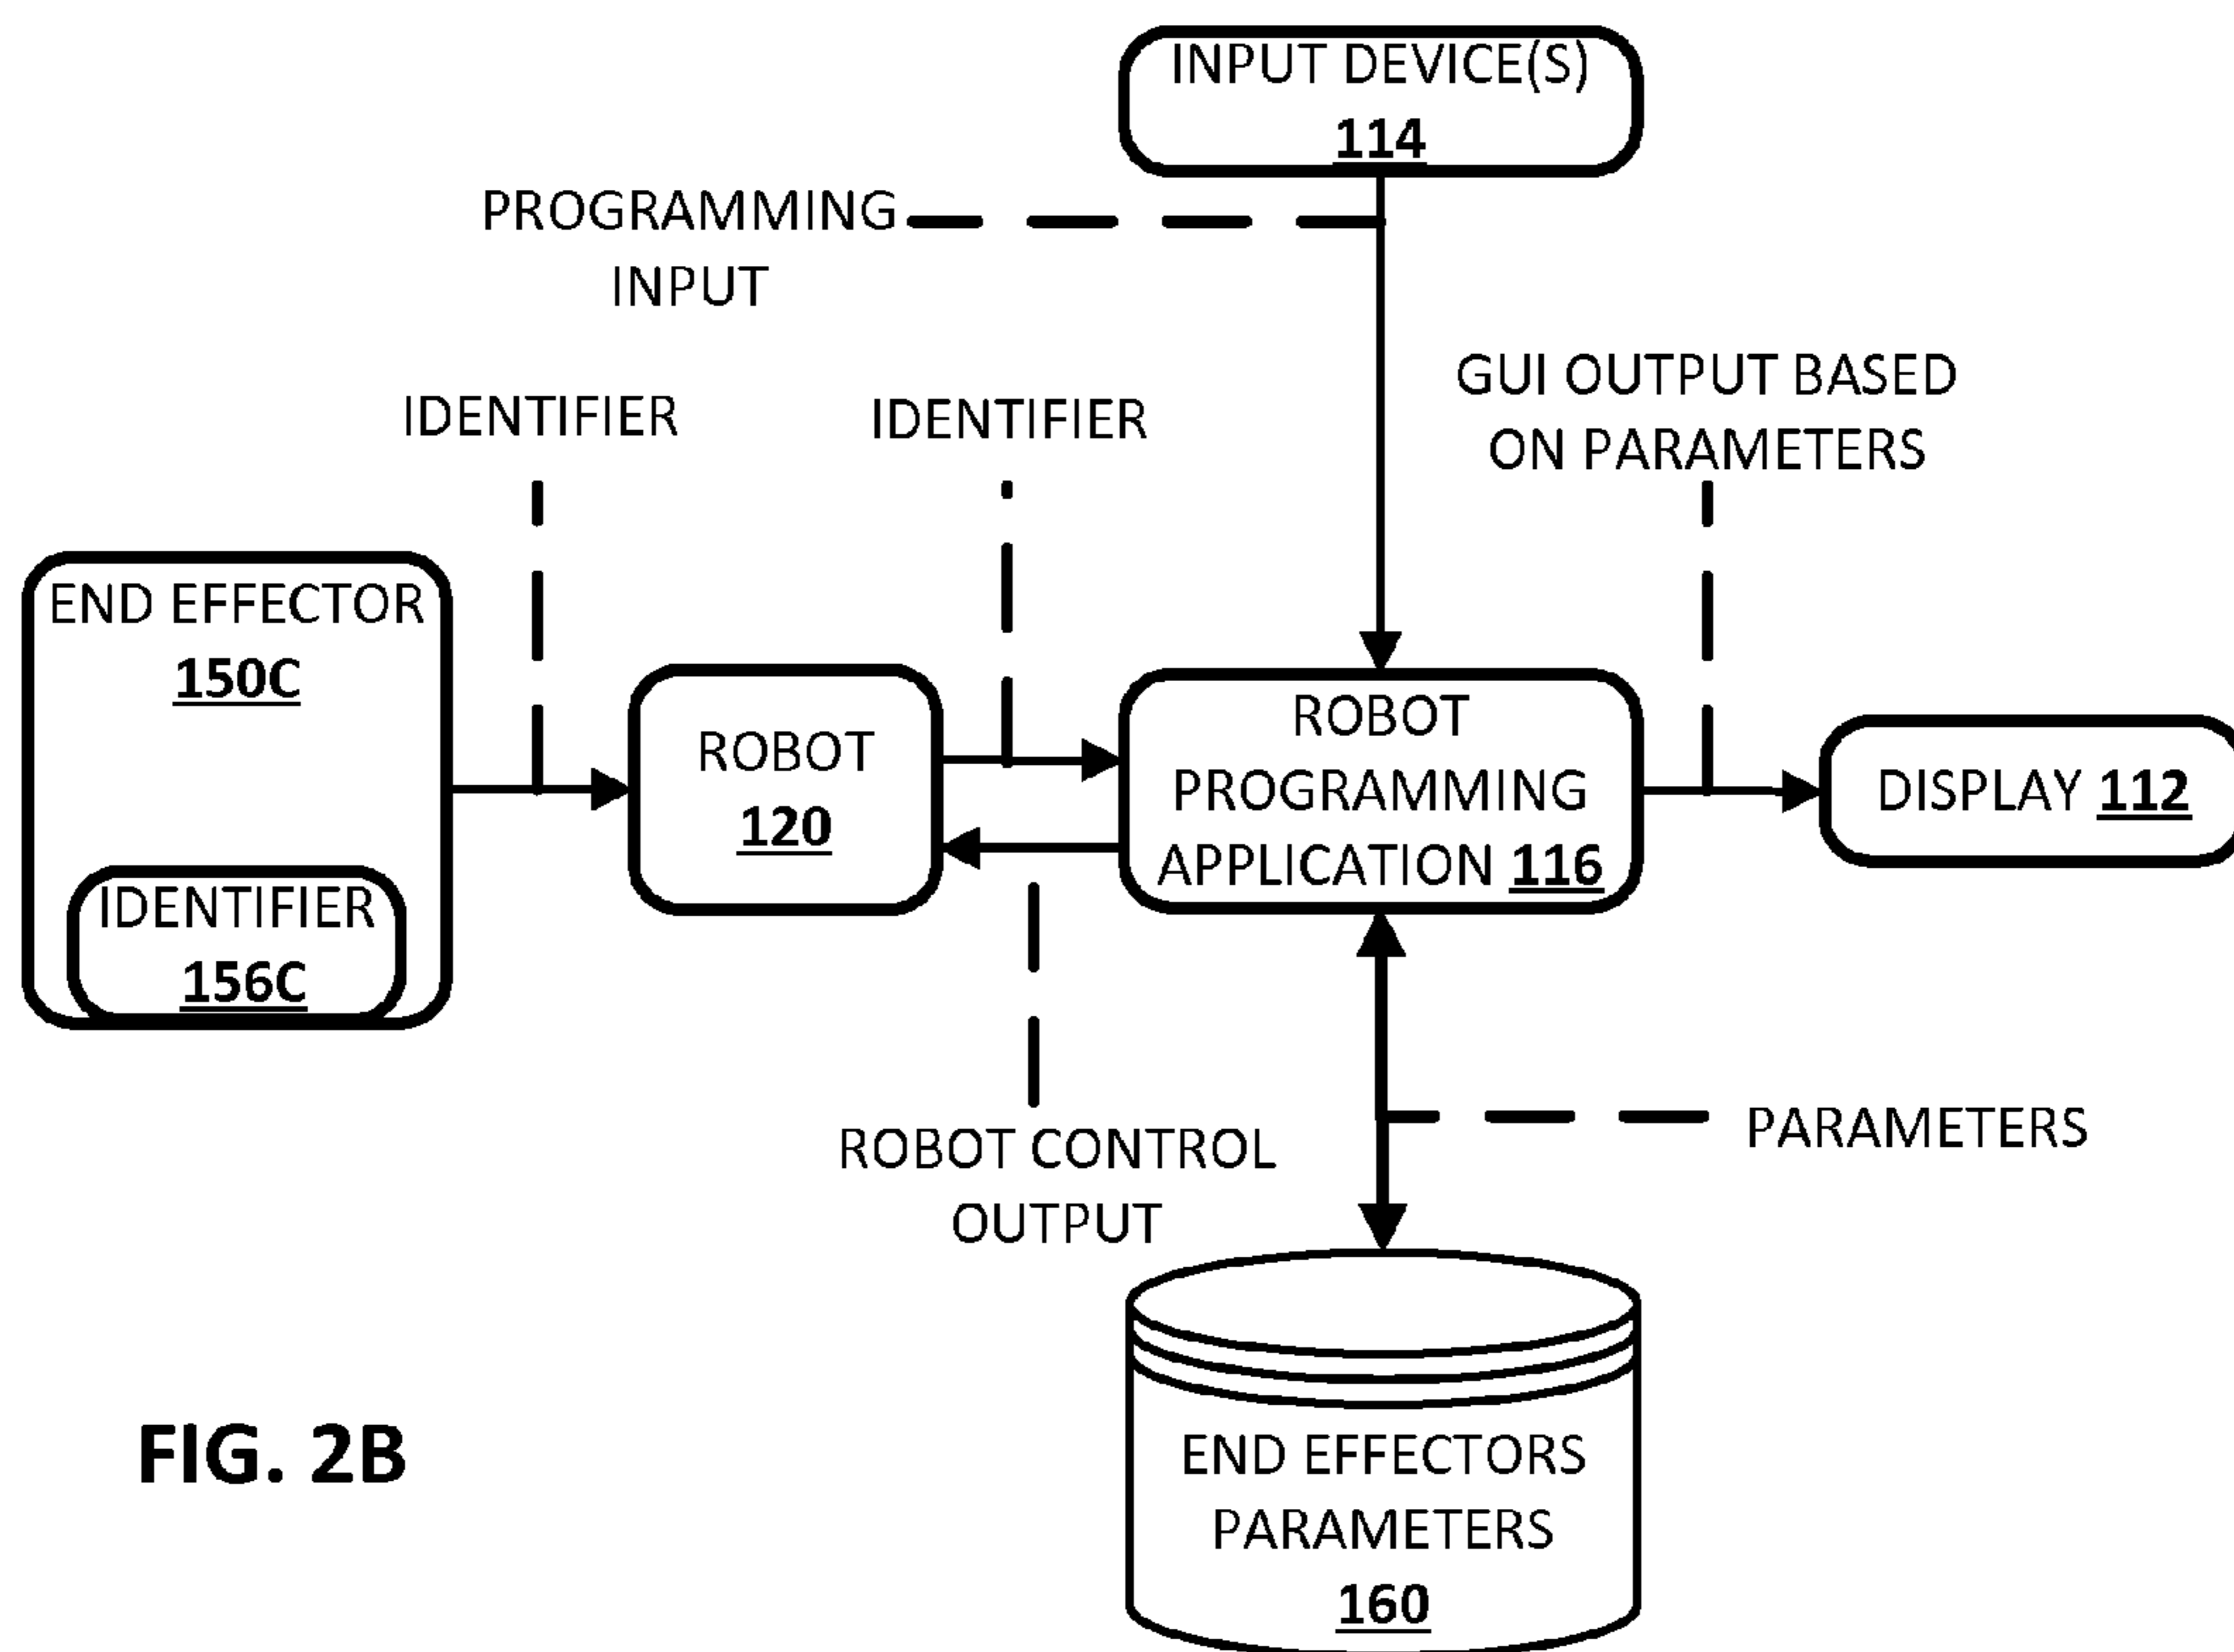 INPUT DEVICE(S)
114
PROGRAMMING
INPUT
IDENTIFIER
IDENTIFIER
GUI OUTPUT BASED
ON PARAMETERS
END EFFECTOR
150C
IDENTIFIER
156C
ROBOT
120
ROBOT
PROGRAMMING
APPLICATION 116
DISPLAY 112
ROBOT CONTROL
OUTPUT
PARAMETERS
END EFFECTORS
PARAMETERS
160
FIG. 2B